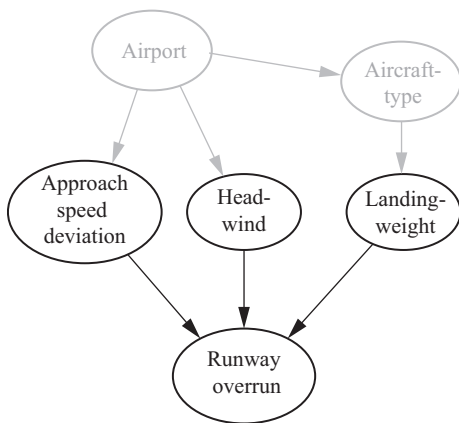 Airport
Aircraft-
type
Approach
speed
deviation
Head-
wind
Landing-
weight
Runway
overrun